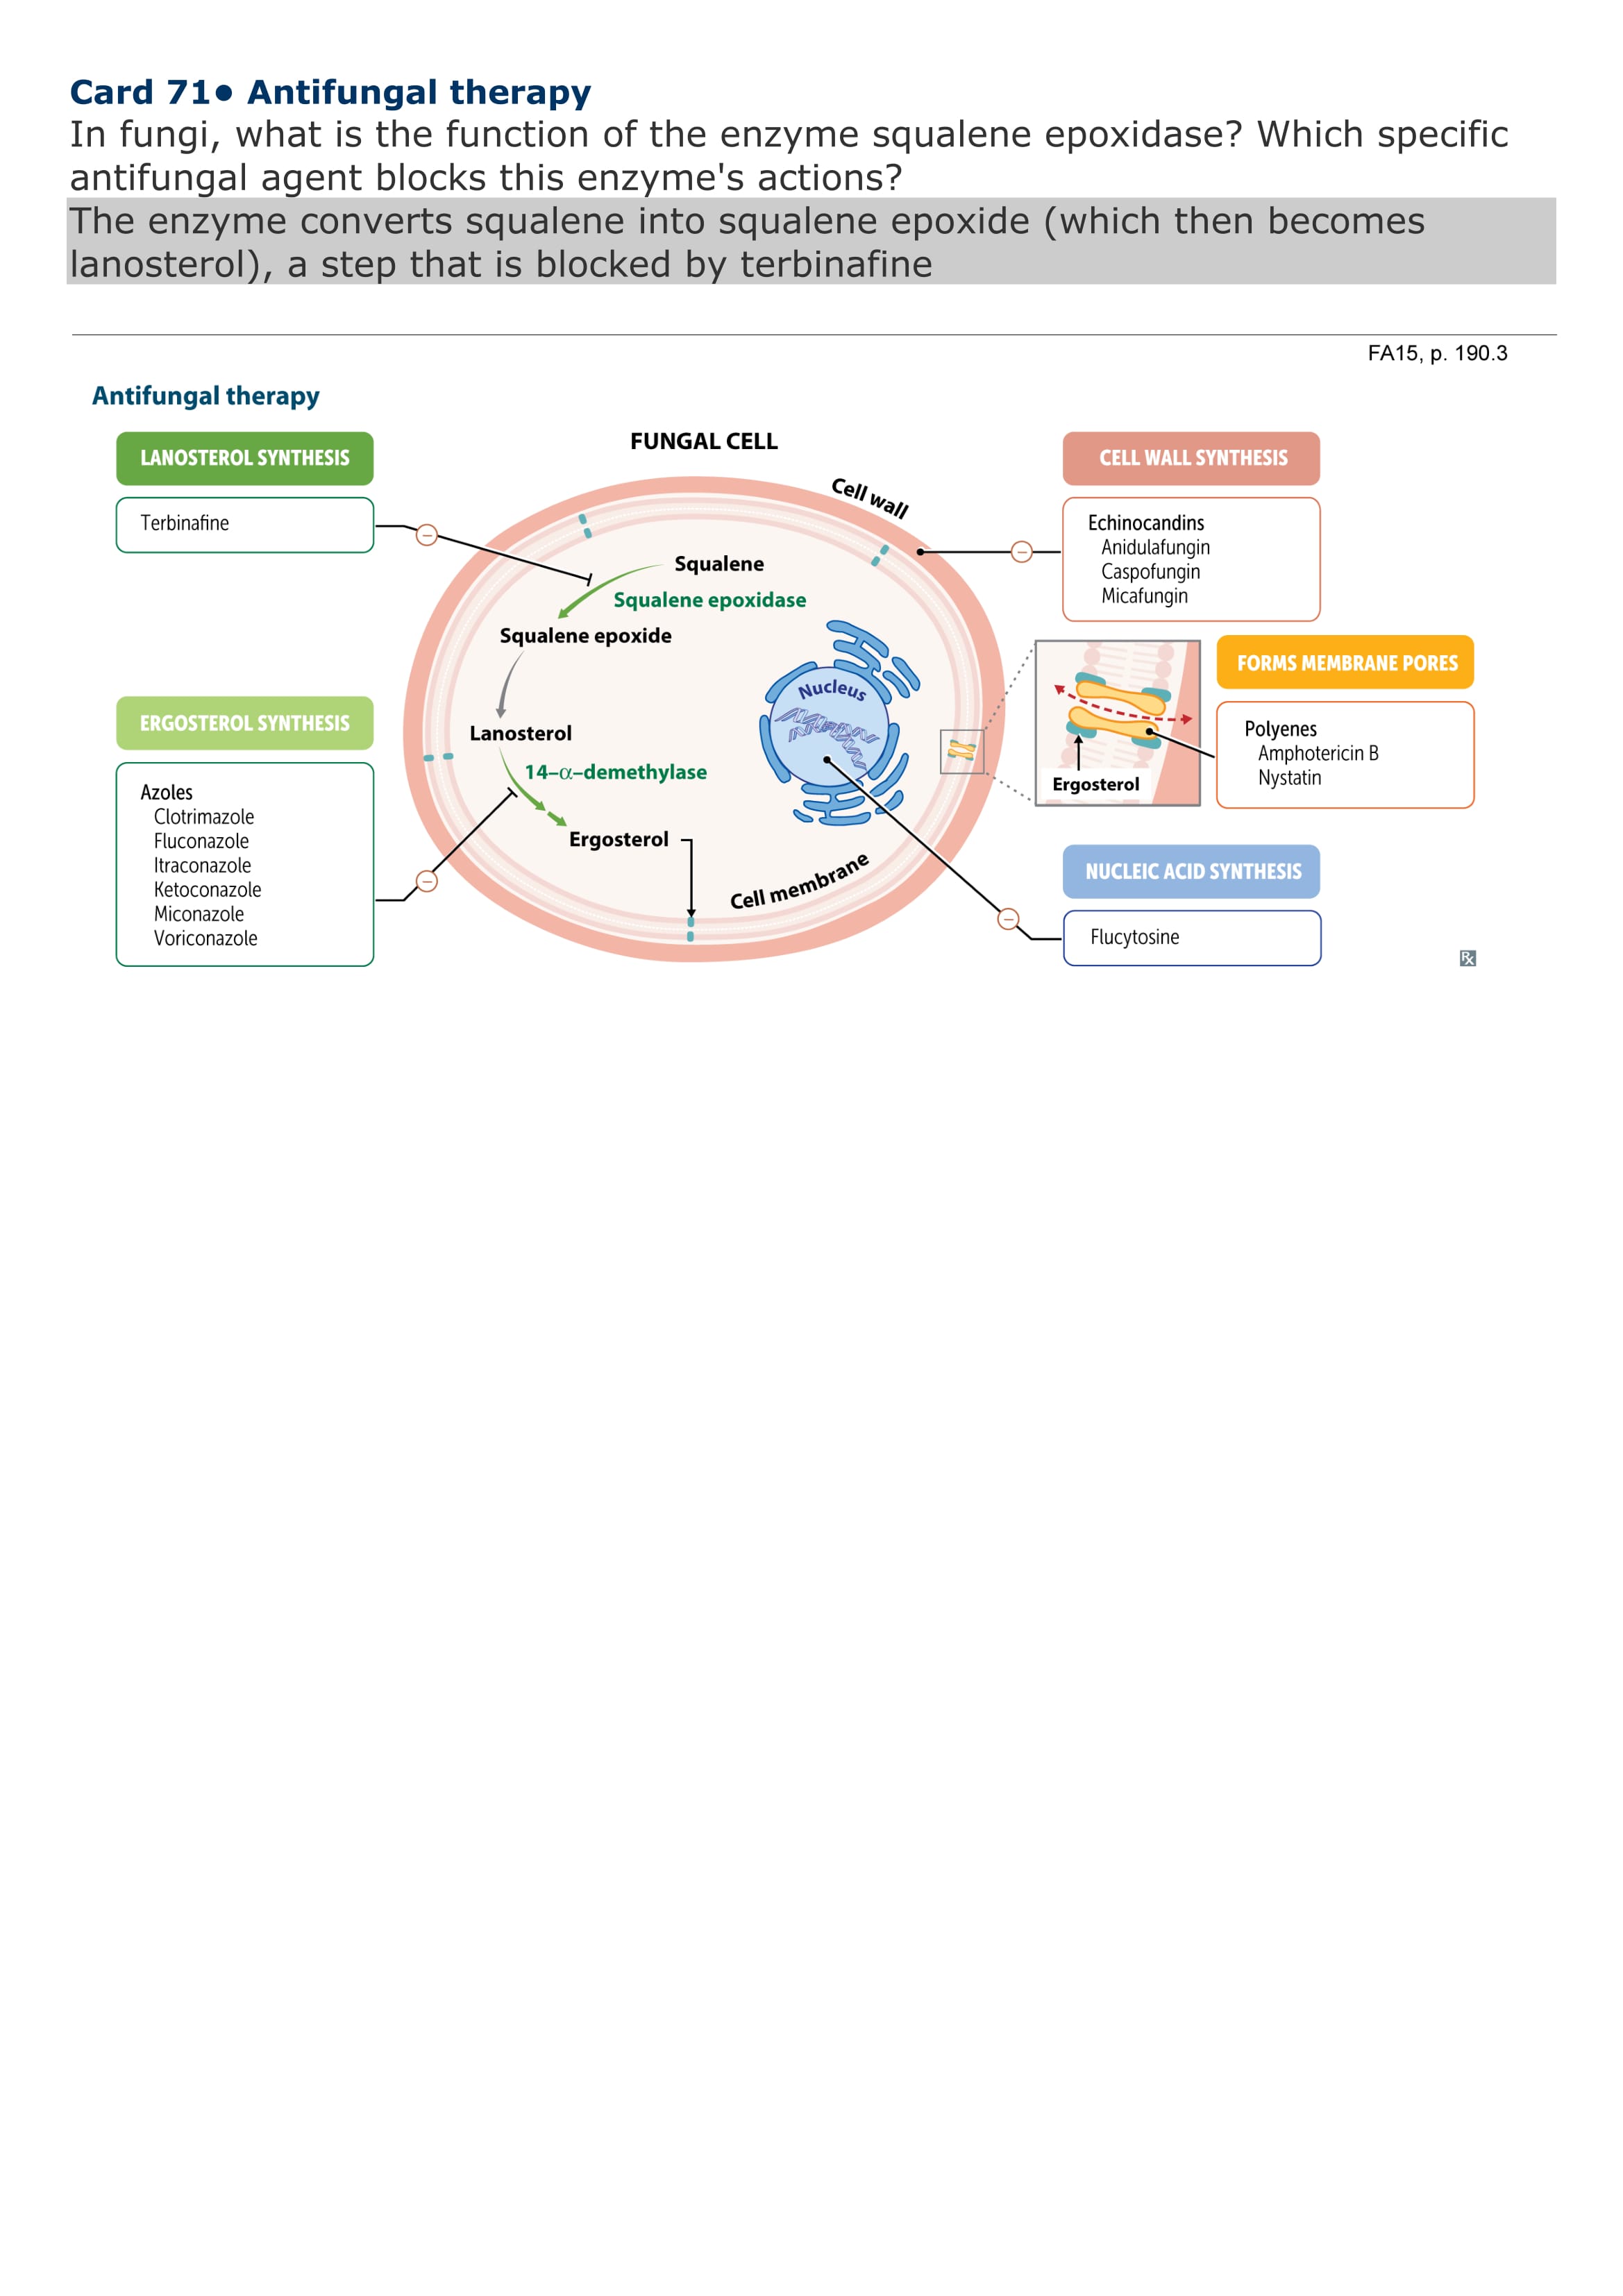 Card 71• Antifungal therapy
In fungi, what is the function of the enzyme squalene epoxidase? Which specific
antifungal agent blocks this enzyme's actions?
The enzyme converts squalene into squalene epoxide (which then becomes
lanosterol), a step that is blocked by terbinafine
FA15, p. 190.3
Antifungal therapy
LANOSTEROL SYNTHESIS
Terbinafine
ERGOSTEROL SYNTHESIS
Azoles
Clotrimazole
Fluconazole
Itraconazole
Ketoconazole
Miconazole
Voriconazole
FUNGAL CELL
Cell wall
Squalene
Squalene epoxidase
Squalene epoxide
Lanosterol
14-α-demethylase
Ergosterol
Nucleus
Cell membrane
CELL WALL SYNTHESIS
Echinocandins
Anidulafungin
Caspofungin
Micafungin
Ergosterol
FORMS MEMBRANE PORES
Polyenes
Amphotericin B
Nystatin
NUCLEIC ACID SYNTHESIS
Flucytosine
Rx